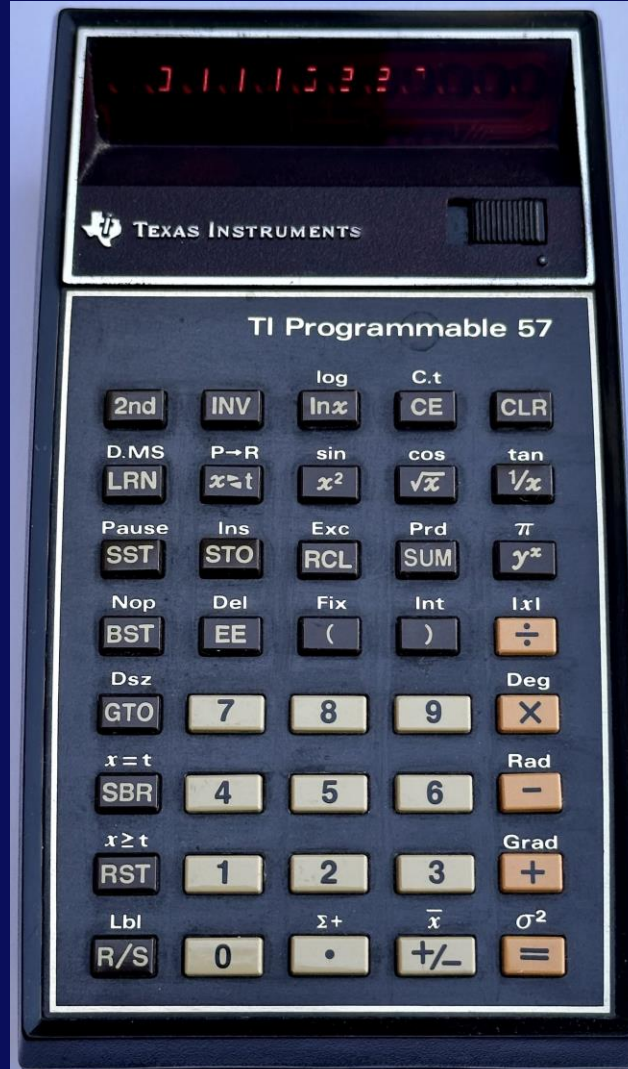 TEXAS INSTRUMENTS
TI Programmable 57
log C.t
2nd INV lnx CE CLR
D.MS P→R sin cos tan
LRN x⇄t x² √x 1/x
Pause Ins Exc Prd π
SST STO RCL SUM yˣ
Nop Del Fix Int |x|
BST EE ( ) ÷
Dsz Deg
GTO 7 8 9 ×
x=t Rad
SBR 4 5 6 −
x≥t Grad
RST 1 2 3 +
Lbl Σ+ x̅ σ²
R/S 0 . +/− =